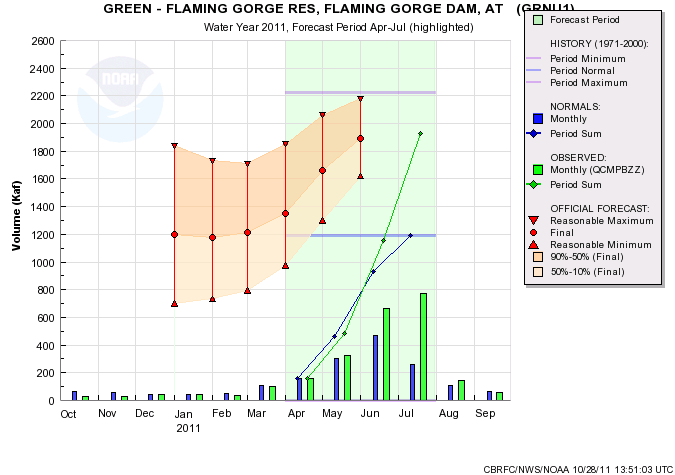 GREEN - FLAMING GORGE RES, FLAMING GORGE DAM, AT (GRNU1)
Water Year 2011, Forecast Period Apr-Jul (highlighted)
NOAA
Volume (Kaf)
2600
2400
2200
2000
1800
1600
1400
1200
1000
800
600
400
200
0
Oct Nov Dec Jan Feb Mar Apr May Jun Jul Aug Sep
2011
Forecast Period
HISTORY (1971-2000):
Period Minimum
Period Normal
Period Maximum
NORMALS:
Monthly
Period Sum
OBSERVED:
Monthly (QCMPBZZ)
Period Sum
OFFICIAL FORECAST:
Reasonable Maximum
Final
Reasonable Minimum
90%-50% (Final)
50%-10% (Final)
CBRFC/NWS/NOAA 10/28/11 13:51:03 UTC